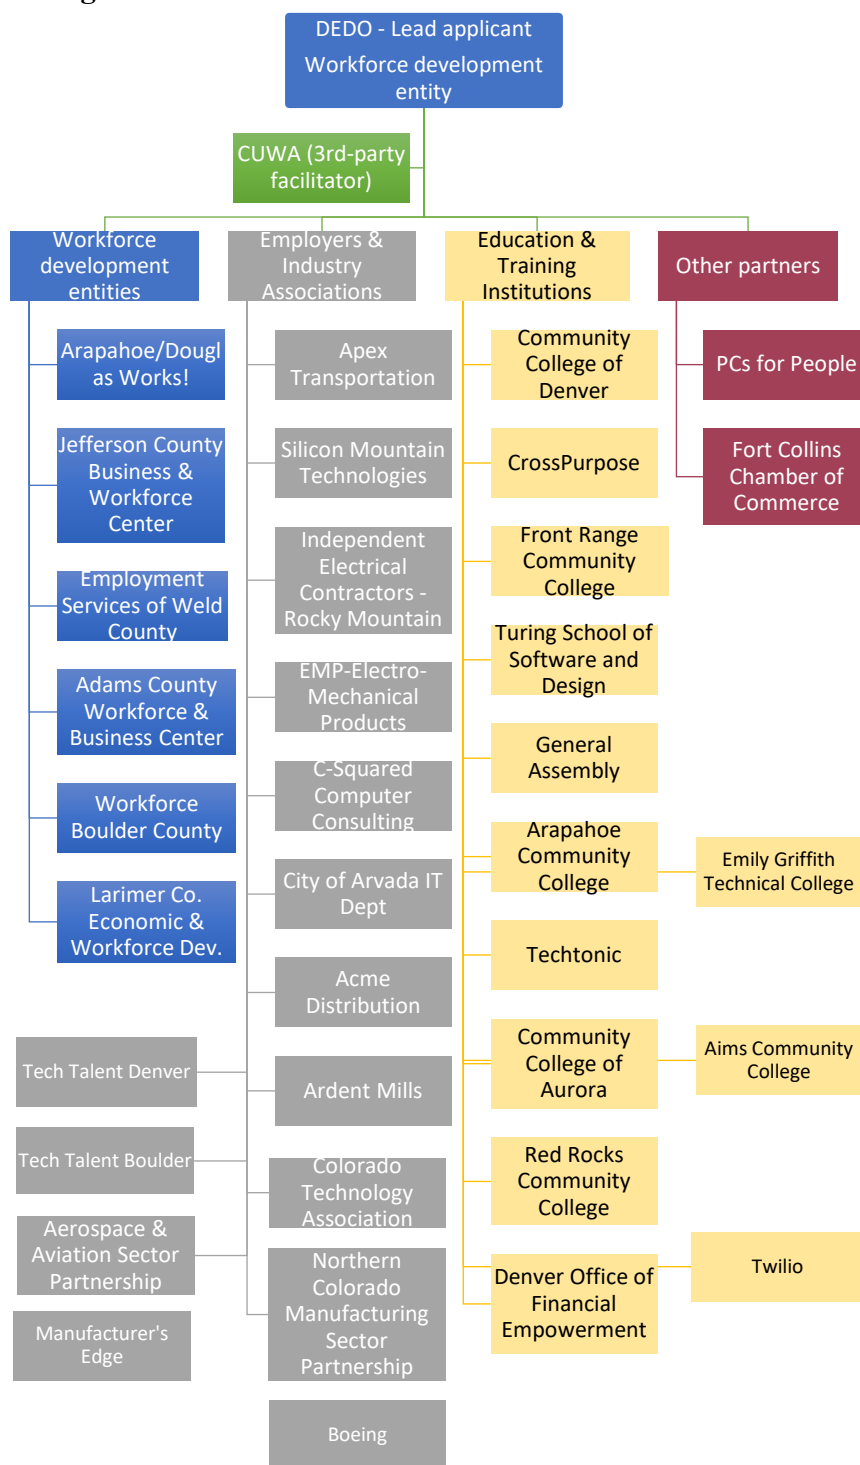 DEDO - Lead applicant
Workforce development
entity
CUWA (3rd-party
facilitator)
Workforce
development
entities
Arapahoe/Dougl
as Works!
Jefferson County
Business &
Workforce
Center
Employment
Services of Weld
County
Adams County
Workforce &
Business Center
Workforce
Boulder County
Larimer Co.
Economic &
Workforce Dev.
Employers &
Industry
Associations
Apex
Transportation
Silicon Mountain
Technologies
Independent
Electrical
Contractors -
Rocky Mountain
EMP-Electro-
Mechanical
Products
C-Squared
Computer
Consulting
City of Arvada IT
Dept
Acme
Distribution
Ardent Mills
Colorado
Technology
Association
Northern
Colorado
Manufacturing
Sector
Partnership
Boeing
Tech Talent Denver
Tech Talent Boulder
Aerospace &
Aviation Sector
Partnership
Manufacturer's
Edge
Education &
Training
Institutions
Community
College of
Denver
CrossPurpose
Front Range
Community
College
Turing School of
Software and
Design
General
Assembly
Arapahoe
Community
College
Emily Griffith
Technical College
Techtonic
Community
College of
Aurora
Aims Community
College
Red Rocks
Community
College
Denver Office of
Financial
Empowerment
Twilio
Other partners
PCs for People
Fort Collins
Chamber of
Commerce